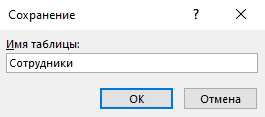 Сохранение ? ×
Имя таблицы:
Сотрудники
ОК Отмена